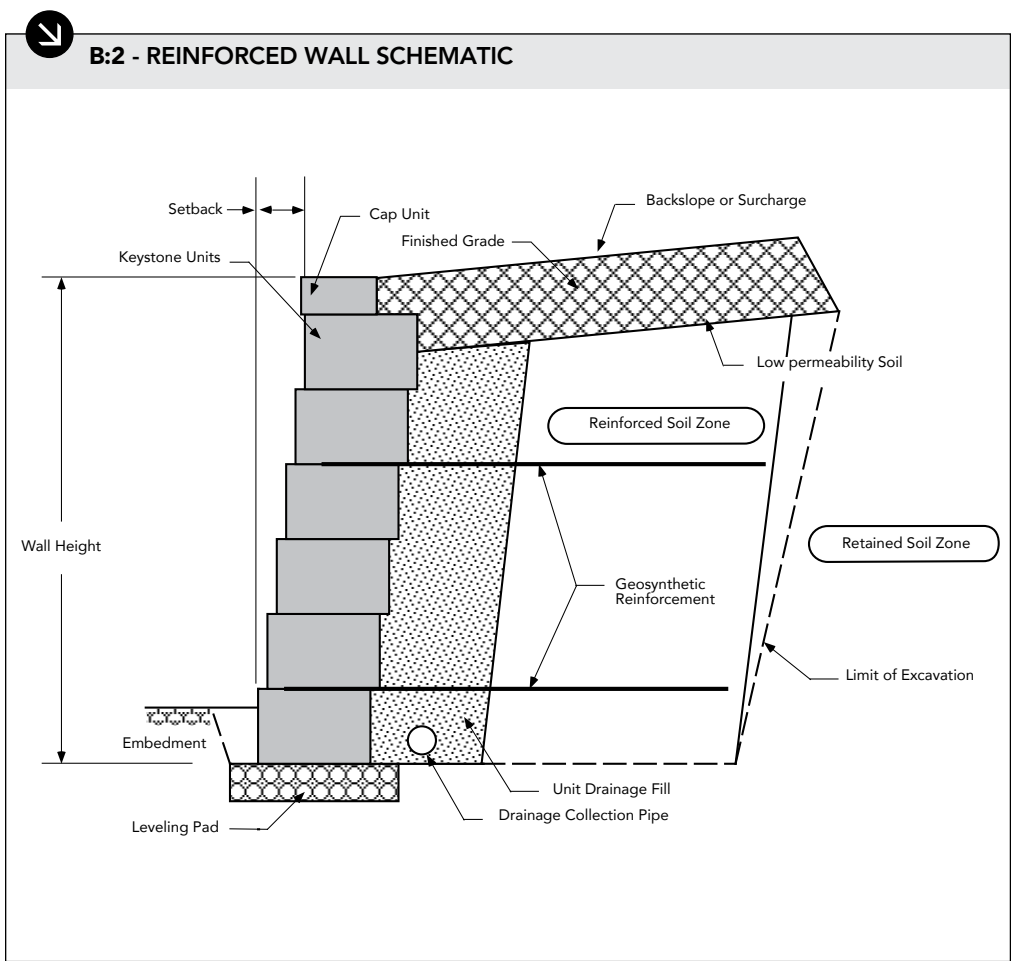 B:2 - REINFORCED WALL SCHEMATIC
Backslope or Surcharge
Setback
Cap Unit
Finished Grade
Keystone Units
Low permeability Soil
Reinforced Soil Zone
Wall Height
Retained Soil Zone
Geosynthetic
Reinforcement
Limit of Excavation
Embedment
Unit Drainage Fill
Drainage Collection Pipe
Leveling Pad